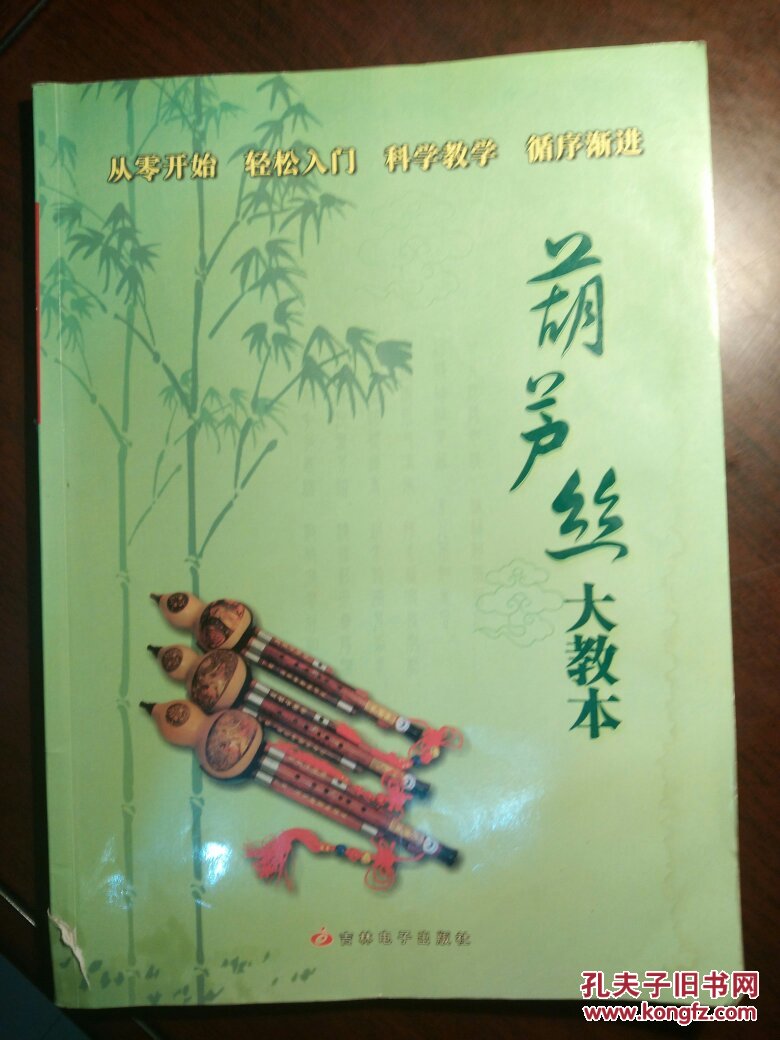 从零开始 轻松入门 科学教学 循序渐进
葫芦丝
大教本
吉林电子出版社
孔夫子旧书网
www.kongfz.com